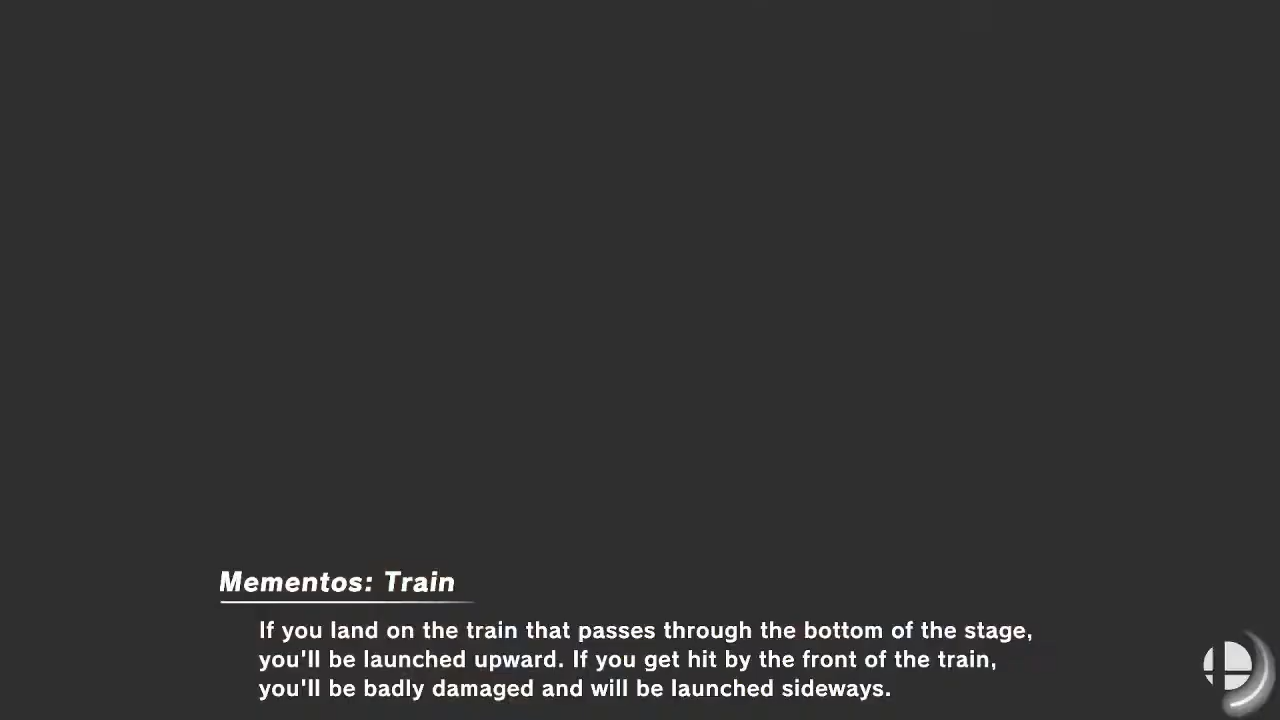 Mementos: Train
If you land on the train that passes through the bottom of the stage,
you'll be launched upward. If you get hit by the front of the train,
you'll be badly damaged and will be launched sideways.